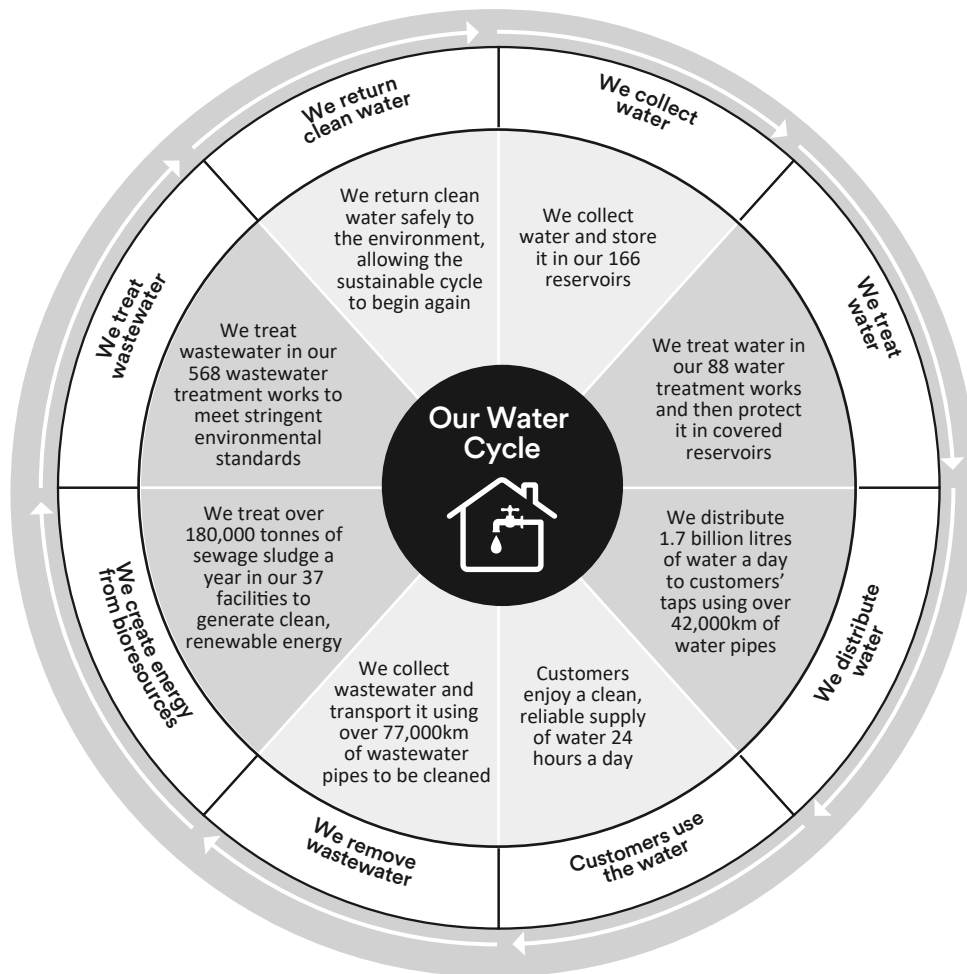 Our Water
Cycle
We collect
water
We collect
water and store
it in our 166
reservoirs
We treat
water
We treat water in
our 88 water
treatment works
and then protect
it in covered
reservoirs
We distribute
water
We distribute
1.7 billion litres
of water a day
to customers’
taps using over
42,000km of
water pipes
Customers use
the water
Customers
enjoy a clean,
reliable supply
of water 24
hours a day
We remove
wastewater
We collect
wastewater and
transport it using
over 77,000km
of wastewater
pipes to be cleaned
We create energy
from bioresources
We treat over
180,000 tonnes of
sewage sludge a
year in our 37
facilities to
generate clean,
renewable energy
We treat
wastewater
We treat
wastewater in our
568 wastewater
treatment works to
meet stringent
environmental
standards
We return
clean water
We return clean
water safely to
the environment,
allowing the
sustainable cycle
to begin again